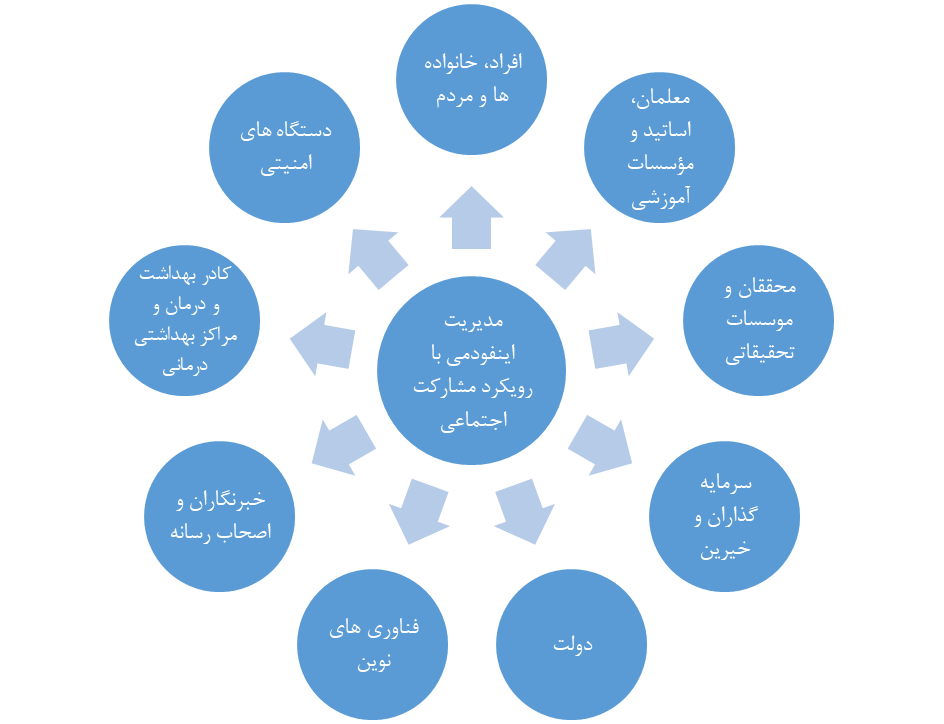 افراد، خانواده
ها و مردم
معلمان،
اساتید و
مؤسسات
آموزشی
محققان و
موسسات
تحقیقاتی
سرمایه
گذاران و
خیرین
دولت
فناوری های
نوین
خبرنگاران و
اصحاب رسانه
کادر بهداشت
و درمان و
مراکز بهداشتی
درمانی
دستگاه های
امنیتی
مدیریت
اینفودمی با
رویکرد مشارکت
اجتماعی